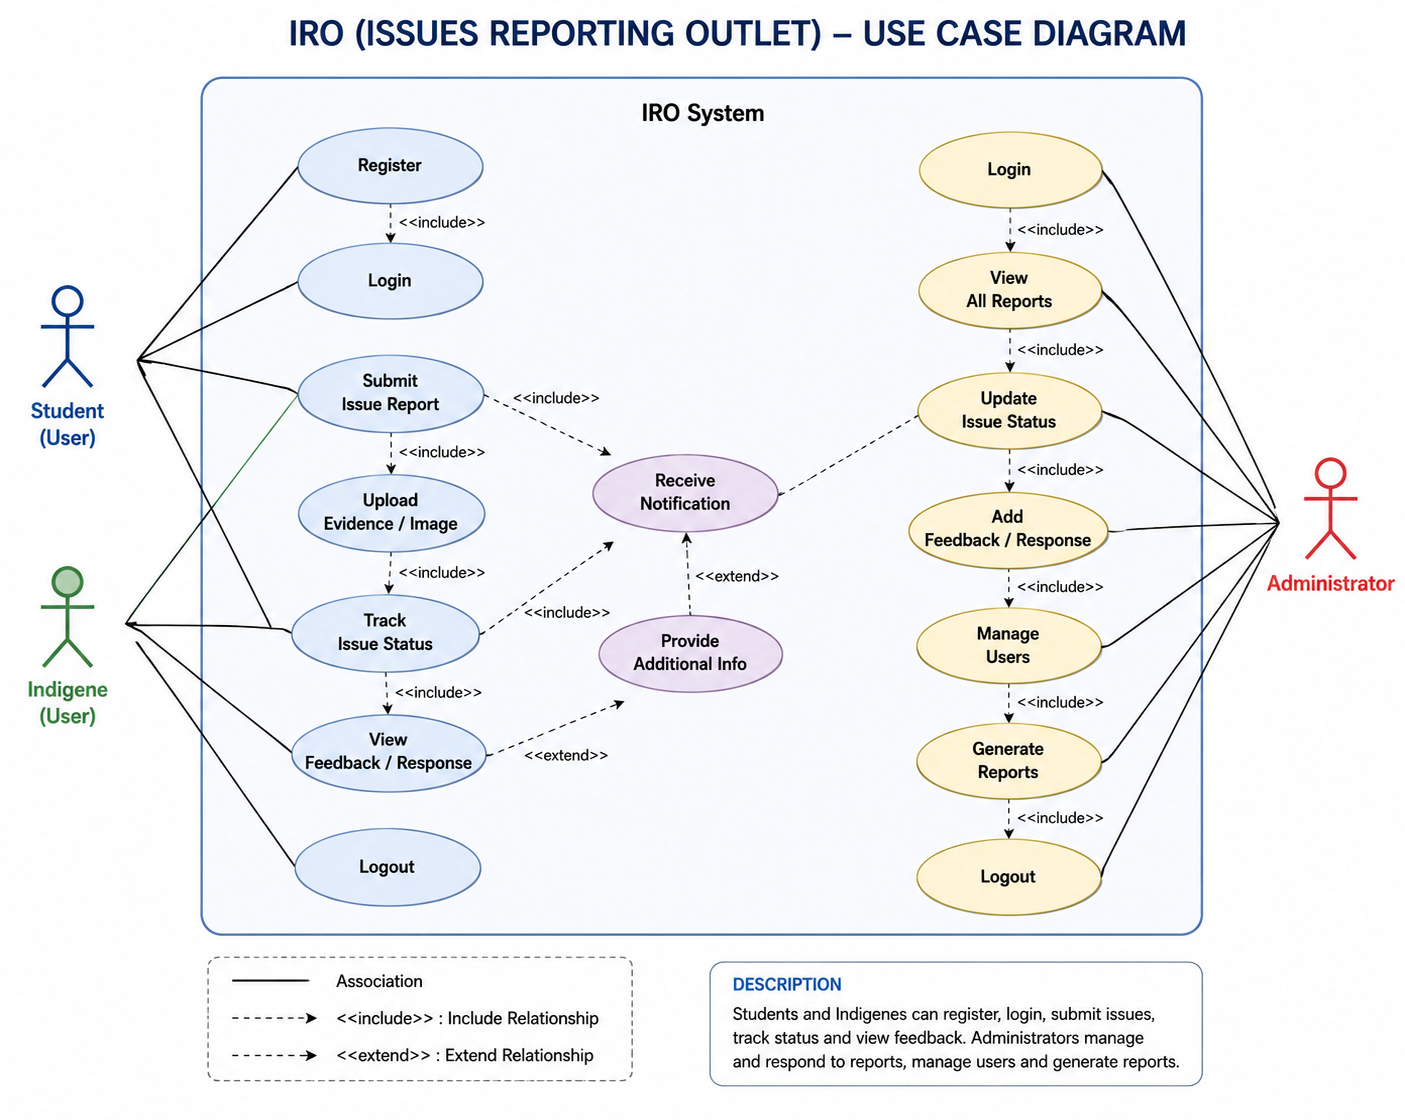 IRO (ISSUES REPORTING OUTLET) – USE CASE DIAGRAM
IRO System
Register
<<include>>
Login
Submit
Issue Report
<<include>>
<<include>>
Upload
Evidence / Image
<<include>>
Track
Issue Status
<<include>>
<<include>>
View
Feedback / Response
<<extend>>
Logout
Receive
Notification
<<extend>>
Provide
Additional Info
Login
<<include>>
View
All Reports
<<include>>
Update
Issue Status
<<include>>
Add
Feedback / Response
<<include>>
Manage
Users
<<include>>
Generate
Reports
<<include>>
Logout
Student
(User)
Indigene
(User)
Administrator
Association
<<include>> : Include Relationship
<<extend>> : Extend Relationship
DESCRIPTION
Students and Indigenes can register, login, submit issues,
track status and view feedback. Administrators manage
and respond to reports, manage users and generate reports.